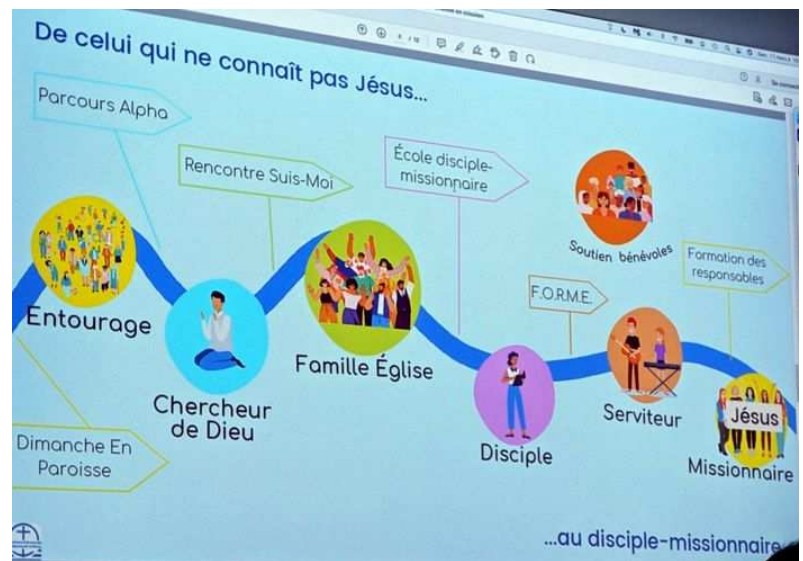 De celui qui ne connaît pas Jésus...
Parcours Alpha
Rencontre Suis-Moi
École disciple-
missionnaire
Soutien bénévoles
Formation des
responsables
F.O.R.M.E.
Entourage
Chercheur
de Dieu
Famille Église
Disciple
Serviteur
Jésus
Missionnaire
Dimanche En
Paroisse
...au disciple-missionnaire